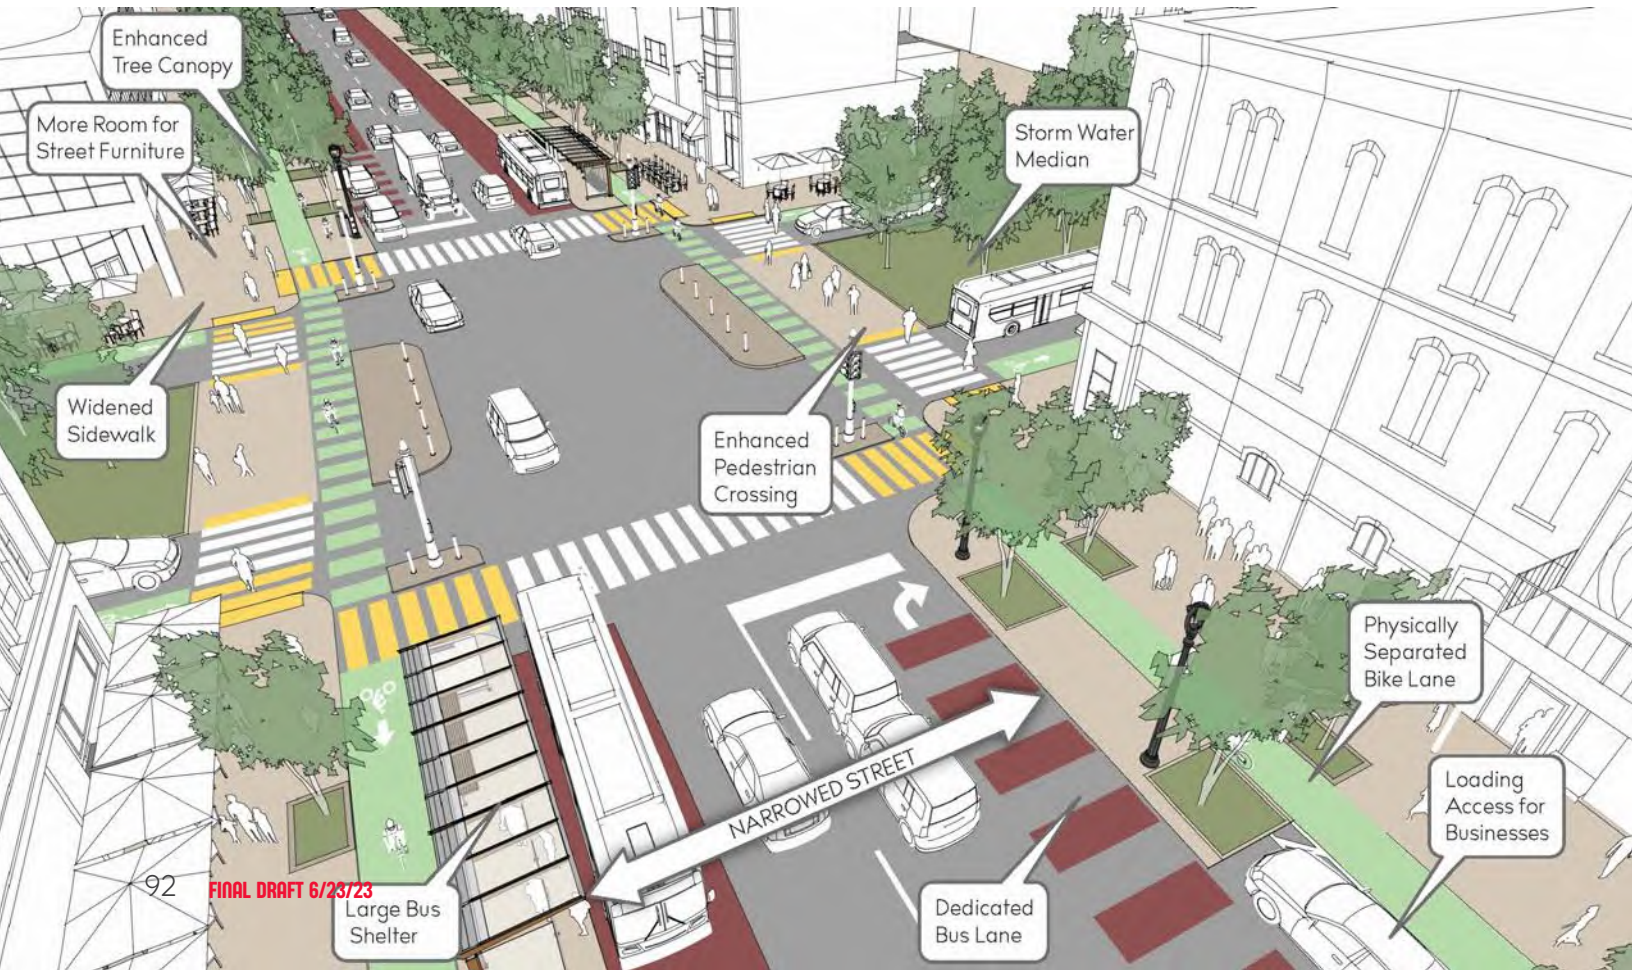 Enhanced
Tree Canopy
More Room for
Street Furniture
Storm Water
Median
Widened
Sidewalk
Enhanced
Pedestrian
Crossing
Physically
Separated
Bike Lane
NARROWED STREET
Loading
Access for
Businesses
Large Bus
Shelter
Dedicated
Bus Lane
92
FINAL DRAFT 6/23/23